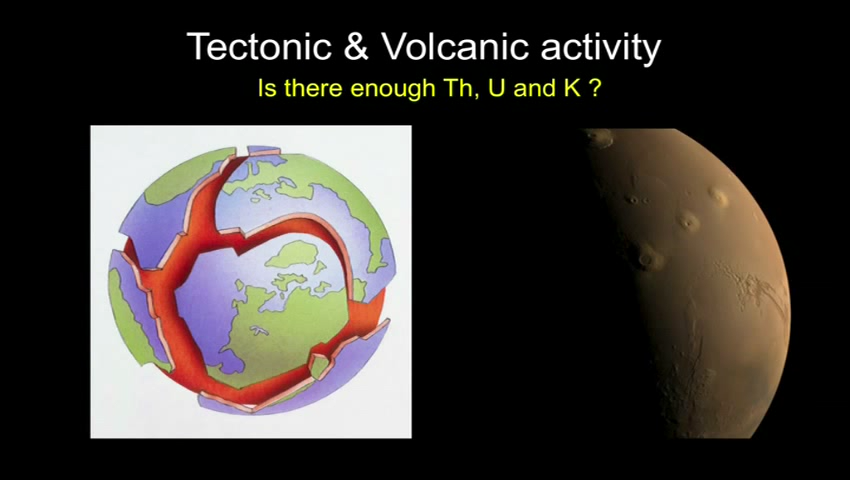 Tectonic & Volcanic activity
Is there enough Th, U and K ?